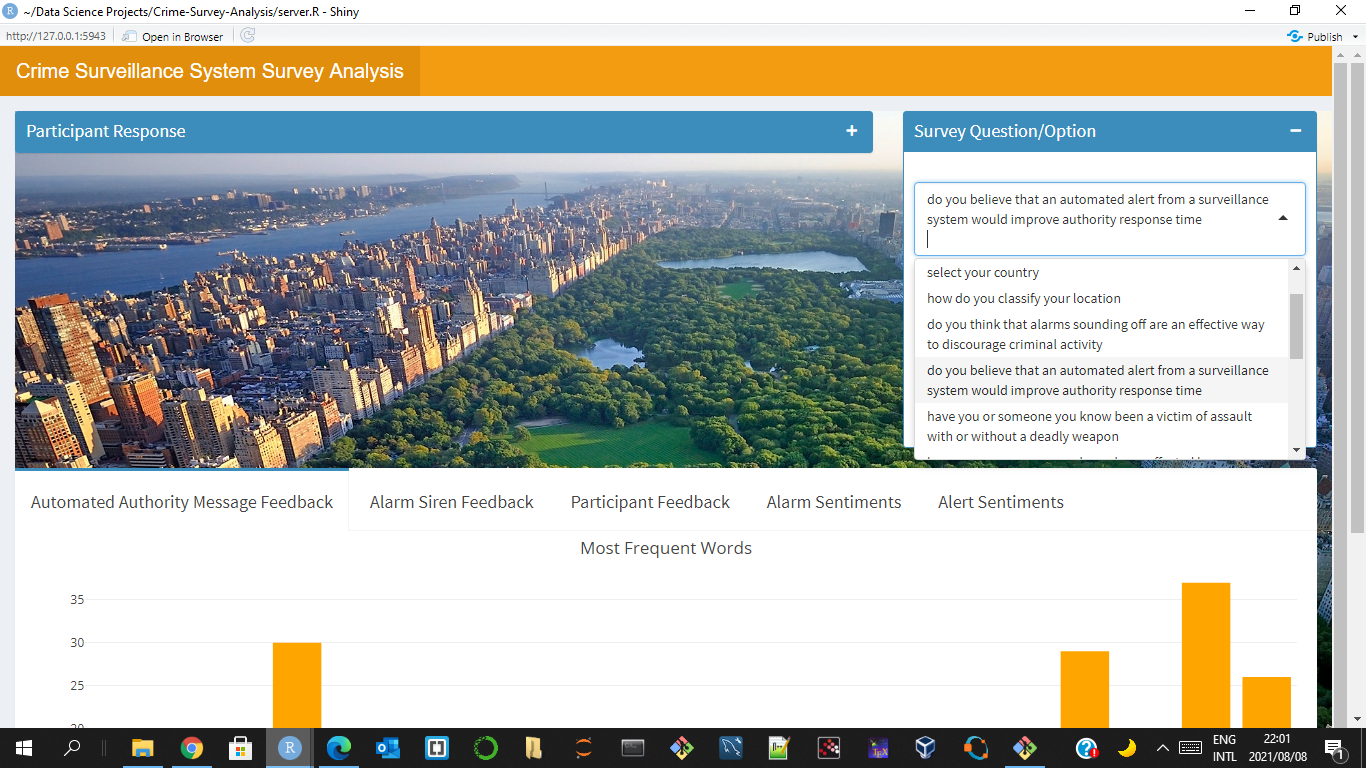 ~/Data Science Projects/Crime-Survey-Analysis/server.R - Shiny
http://127.0.0.1:5943
Open in Browser
Publish
Crime Surveillance System Survey Analysis
Participant Response
Survey Question/Option
do you believe that an automated alert from a surveillance
system would improve authority response time
select your country
how do you classify your location
do you think that alarms sounding off are an effective way
to discourage criminal activity
do you believe that an automated alert from a surveillance
system would improve authority response time
have you or someone you know been a victim of assault
with or without a deadly weapon
Automated Authority Message Feedback
Alarm Siren Feedback
Participant Feedback
Alarm Sentiments
Alert Sentiments
Most Frequent Words
35
30
25
20
ENG
INTL
22:01
2021/08/08
1